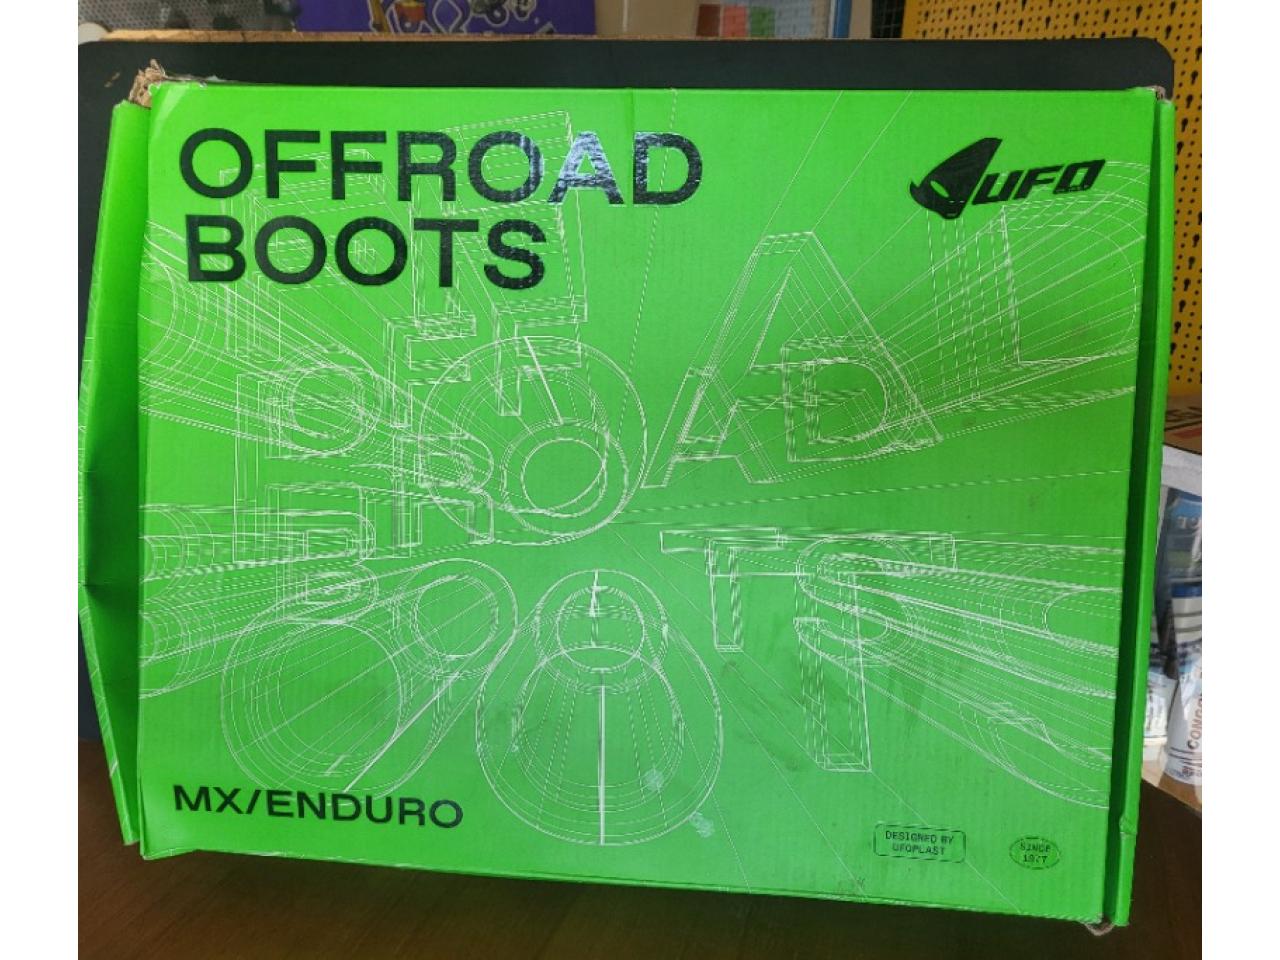 OFFROAD
BOOTS
UFO
MX/ENDURO
DESIGNED BY
UFOPLAST
SINCE
1977